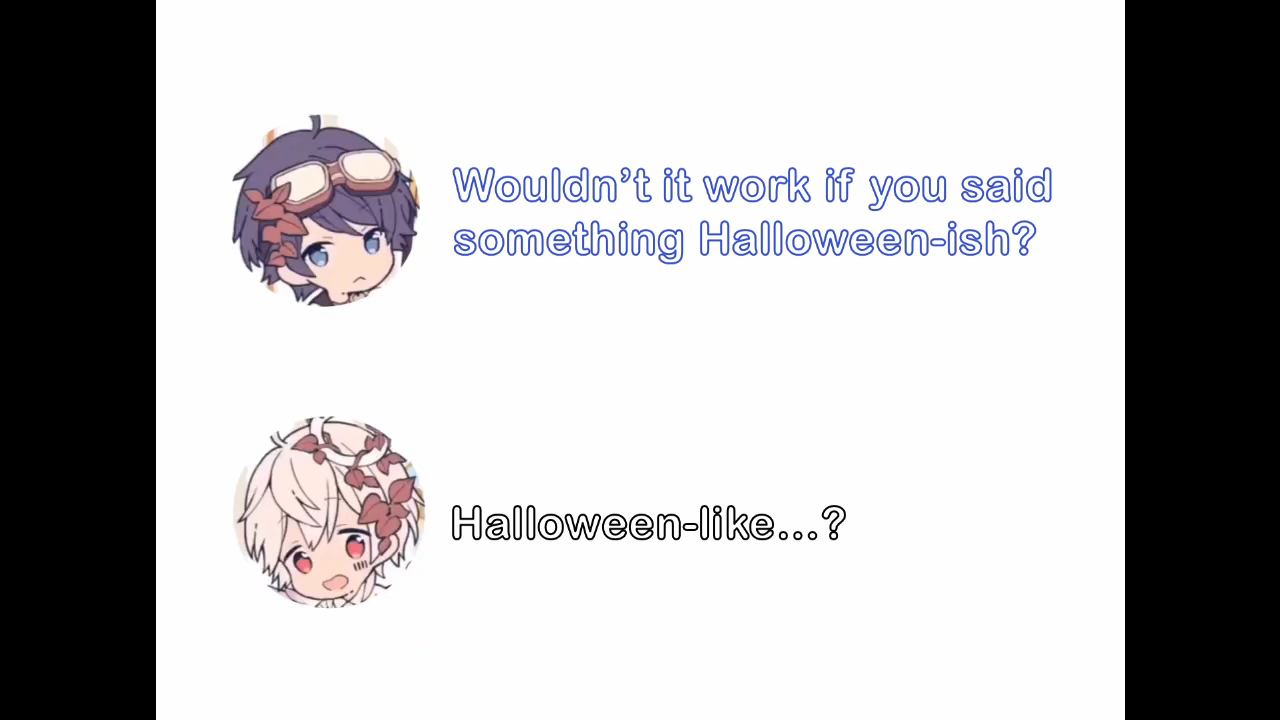 Wouldn’t it work if you said
something Halloween-ish?
Halloween-like...?